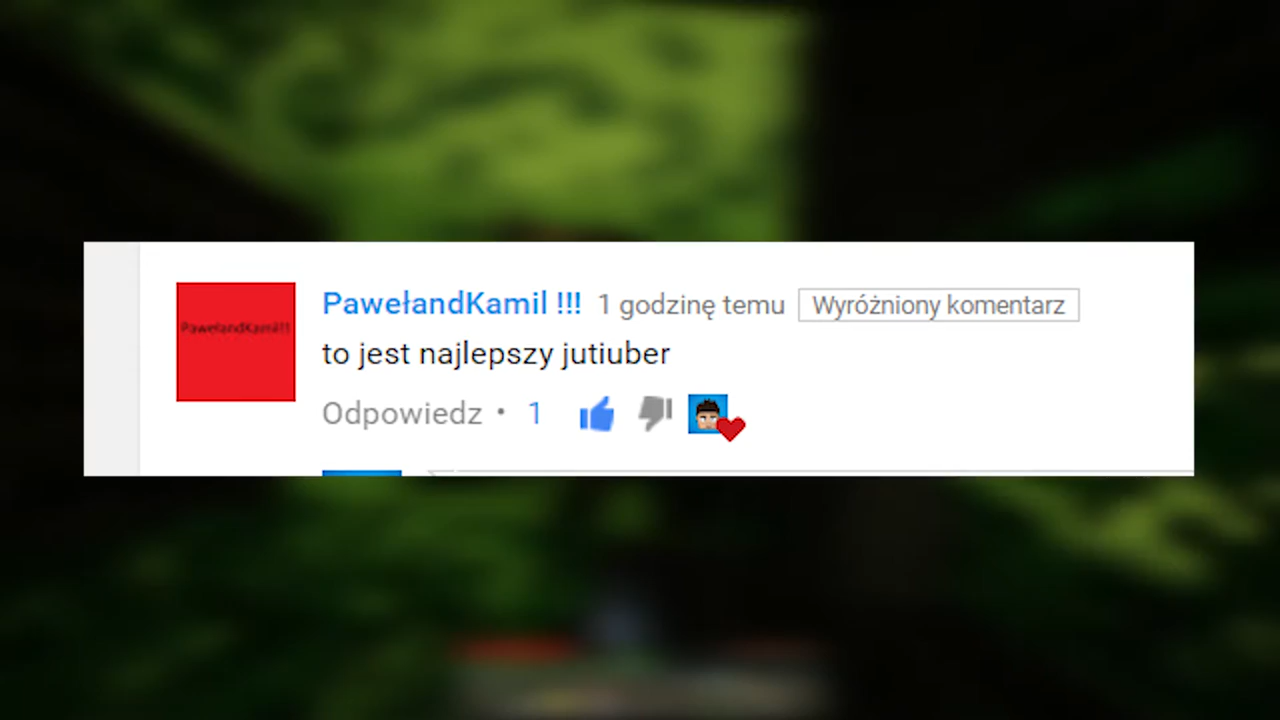 PawełandKamil !!! 1 godzinę temu Wyróżniony komentarz
PawełandKamil!!!
to jest najlepszy jutiuber
Odpowiedz • 1